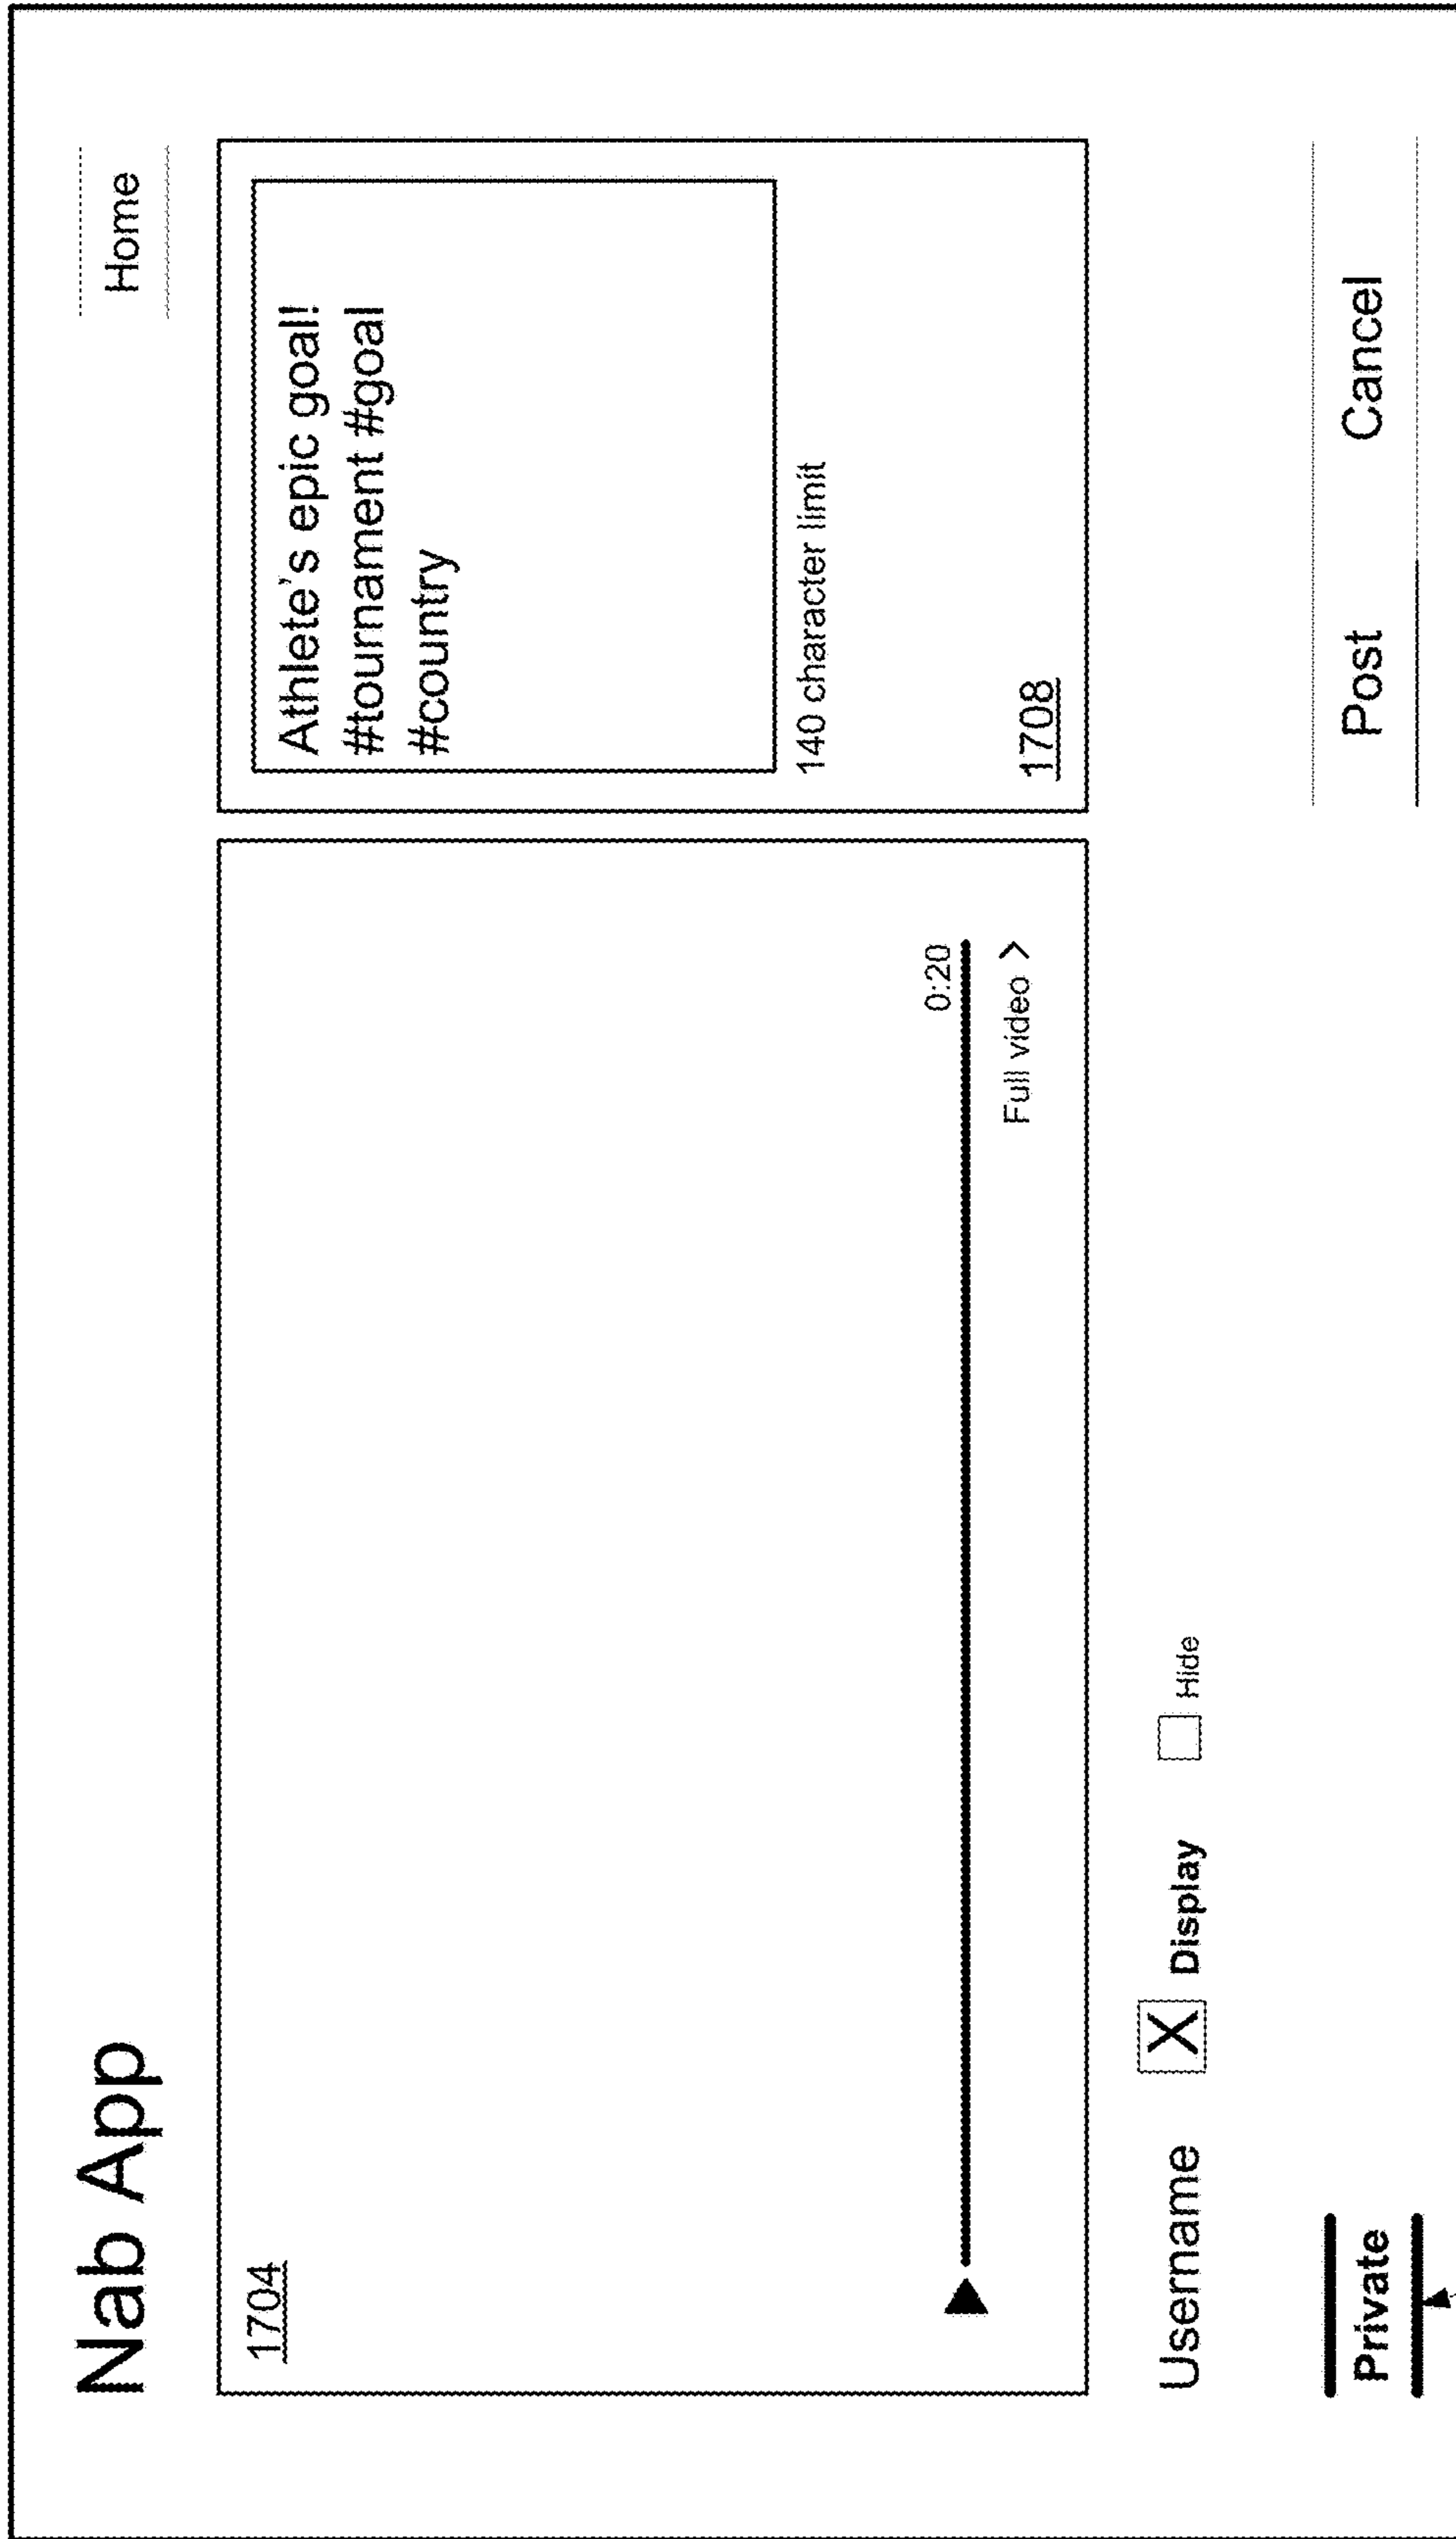 Nab App
Home
1704
0:20
Full video >
Athlete's epic goal!
#tournament #goal
#country
140 character limit
1708
Username X Display Hide
Private
Post Cancel